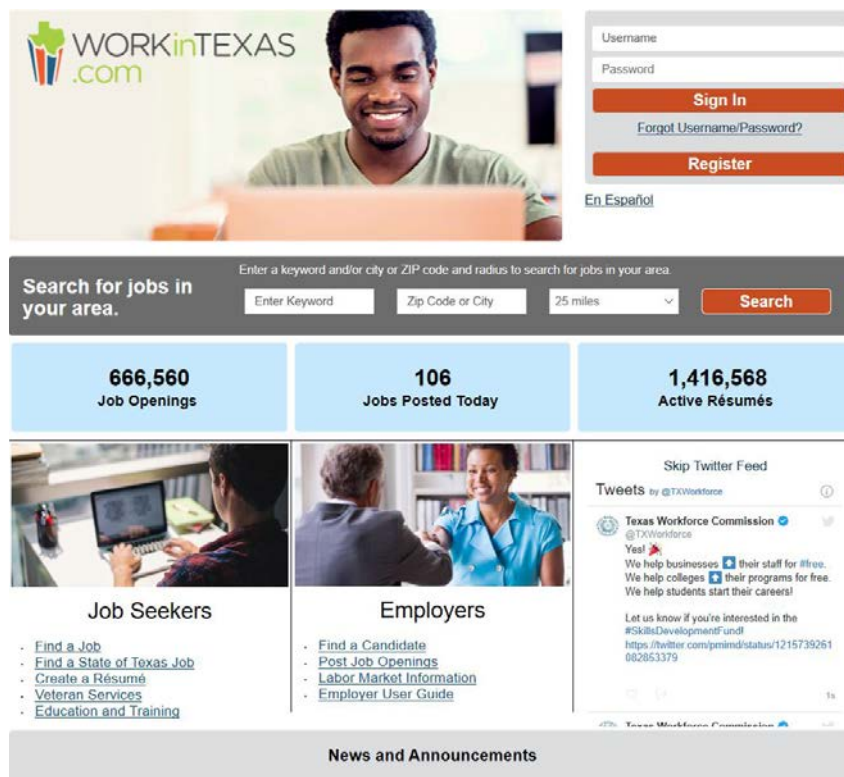 WORKinTEXAS
.com
Username
Password
Sign In
Forgot Username/Password?
Register
En Español
Search for jobs in
your area.
Enter a keyword and/or city or ZIP code and radius to search for jobs in your area.
Enter Keyword
Zip Code or City
25 miles
Search
666,560
Job Openings
106
Jobs Posted Today
1,416,568
Active Résumés
Job Seekers
Find a Job
Find a State of Texas Job
Create a Résumé
Veteran Services
Education and Training
Employers
Find a Candidate
Post Job Openings
Labor Market Information
Employer User Guide
Skip Twitter Feed
Tweets by @TXWorkforce
Texas Workforce Commission
@TXWorkforce
Yes!
We help businesses their staff for #free.
We help colleges their programs for free.
We help students start their careers!
Let us know if you're interested in the
#SkillsDevelopmentFund!
https://twitter.com/pmimd/status/1215739261
082853379
1s
Texas Workforce Commission
News and Announcements